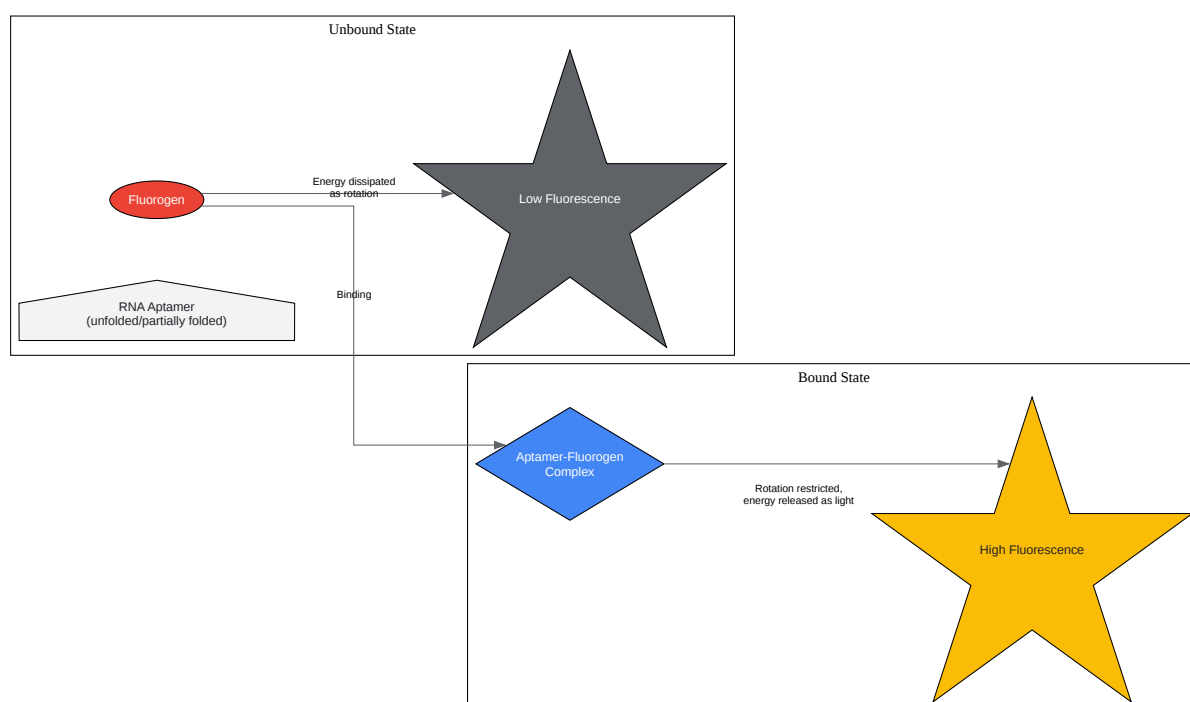 Unbound State
Energy dissipated
as rotation
Fluorogen
Low Fluorescence
Binding
RNA Aptamer
(unfolded/partially folded)
Bound State
Aptamer-Fluorogen
Complex
Rotation restricted,
energy released as light
High Fluorescence